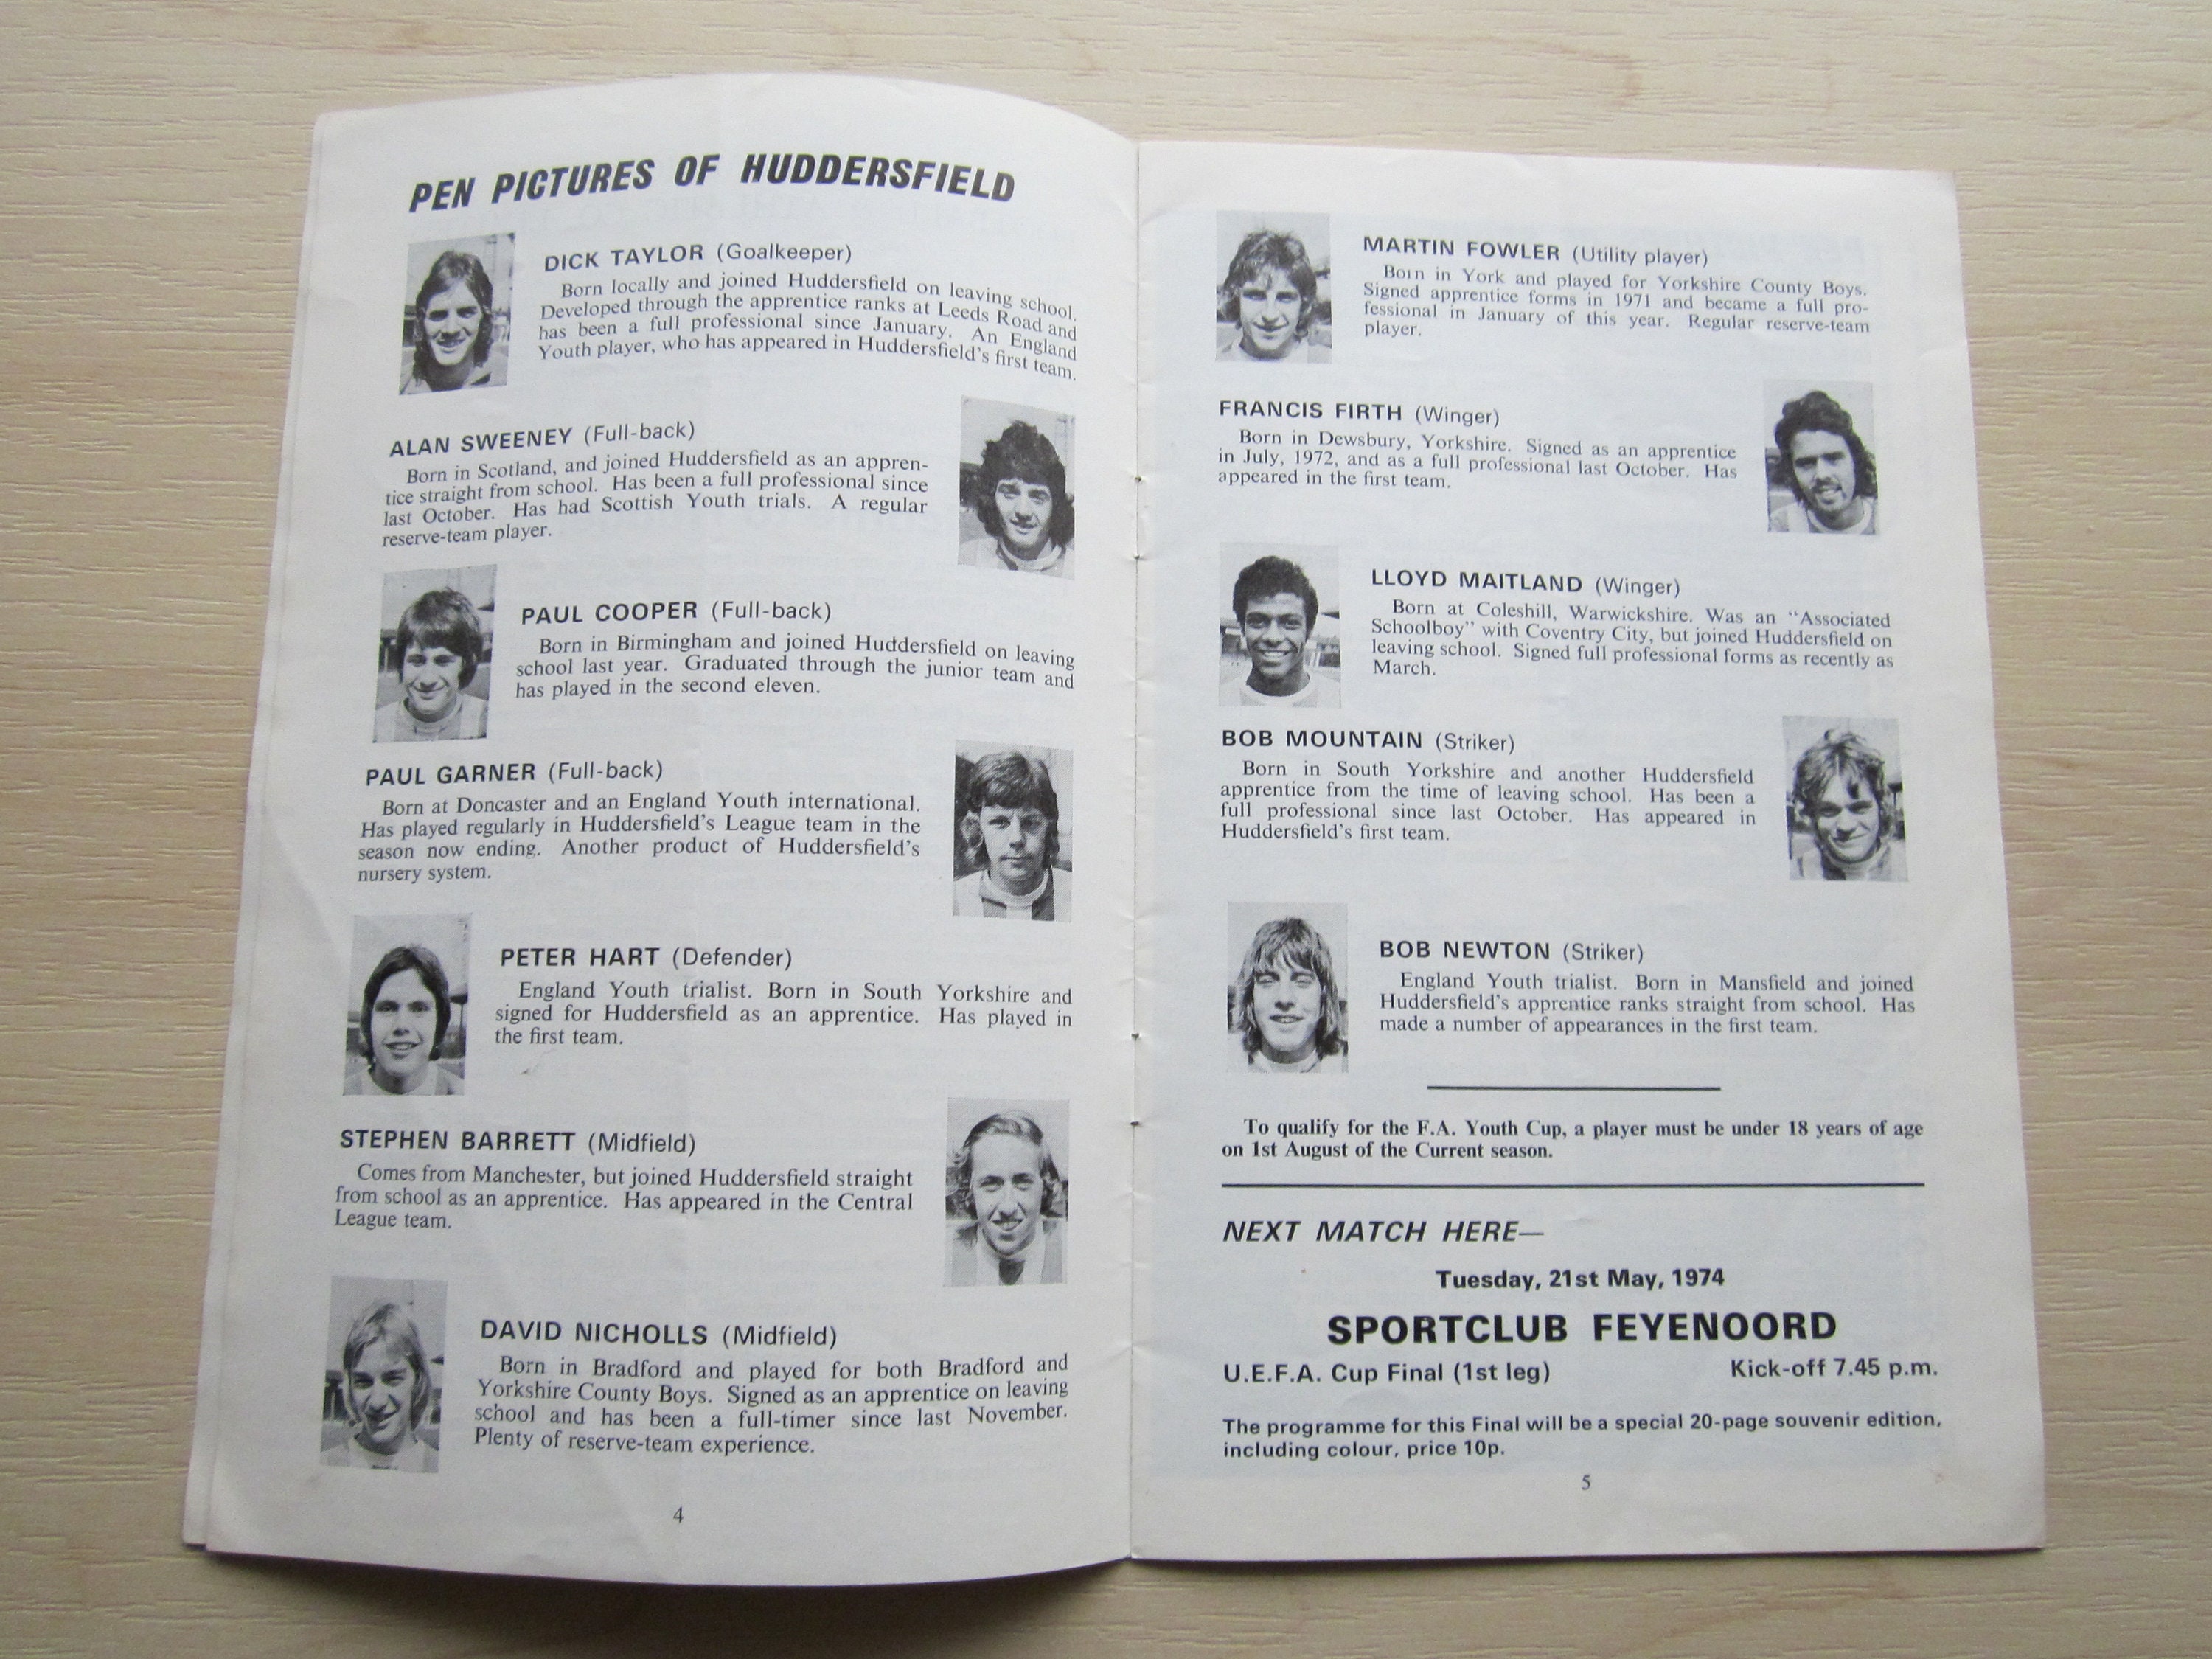 PEN PICTURES OF HUDDERSFIELD
DICK TAYLOR (Goalkeeper)
Born locally and joined Huddersfield on leaving school.
Developed through the apprentice ranks at Leeds Road and
has been a full professional since January. An England
Youth player, who has appeared in Huddersfield's first team.
ALAN SWEENEY (Full-back)
Born in Scotland, and joined Huddersfield as an appren-
tice straight from school. Has been a full professional since
last October. Has had Scottish Youth trials. A regular
reserve-team player.
PAUL COOPER (Full-back)
Born in Birmingham and joined Huddersfield on leaving
school last year. Graduated through the junior team and
has played in the second eleven.
PAUL GARNER (Full-back)
Born at Doncaster and an England Youth international.
Has played regularly in Huddersfield's League team in the
season now ending. Another product of Huddersfield's
nursery system.
PETER HART (Defender)
England Youth trialist. Born in South Yorkshire and
signed for Huddersfield as an apprentice. Has played in
the first team.
STEPHEN BARRETT (Midfield)
Comes from Manchester, but joined Huddersfield straight
from school as an apprentice. Has appeared in the Central
League team.
DAVID NICHOLLS (Midfield)
Born in Bradford and played for both Bradford and
Yorkshire County Boys. Signed as an apprentice on leaving
school and has been a full-timer since last November.
Plenty of reserve-team experience.
4
MARTIN FOWLER (Utility player)
Born in York and played for Yorkshire County Boys.
Signed apprentice forms in 1971 and became a full pro-
fessional in January of this year. Regular reserve-team
player.
FRANCIS FIRTH (Winger)
Born in Dewsbury, Yorkshire. Signed as an apprentice
in July, 1972, and as a full professional last October. Has
appeared in the first team.
LLOYD MAITLAND (Winger)
Born at Coleshill, Warwickshire. Was an "Associated
Schoolboy" with Coventry City, but joined Huddersfield on
leaving school. Signed full professional forms as recently as
March.
BOB MOUNTAIN (Striker)
Born in South Yorkshire and another Huddersfield
apprentice from the time of leaving school. Has been a
full professional since last October. Has appeared in
Huddersfield's first team.
BOB NEWTON (Striker)
England Youth trialist. Born in Mansfield and joined
Huddersfield's apprentice ranks straight from school. Has
made a number of appearances in the first team.
To qualify for the F.A. Youth Cup, a player must be under 18 years of age
on 1st August of the Current season.
NEXT MATCH HERE—
Tuesday, 21st May, 1974
SPORTCLUB FEYENOORD
U.E.F.A. Cup Final (1st leg) Kick-off 7.45 p.m.
The programme for this Final will be a special 20-page souvenir edition,
including colour, price 10p.
5